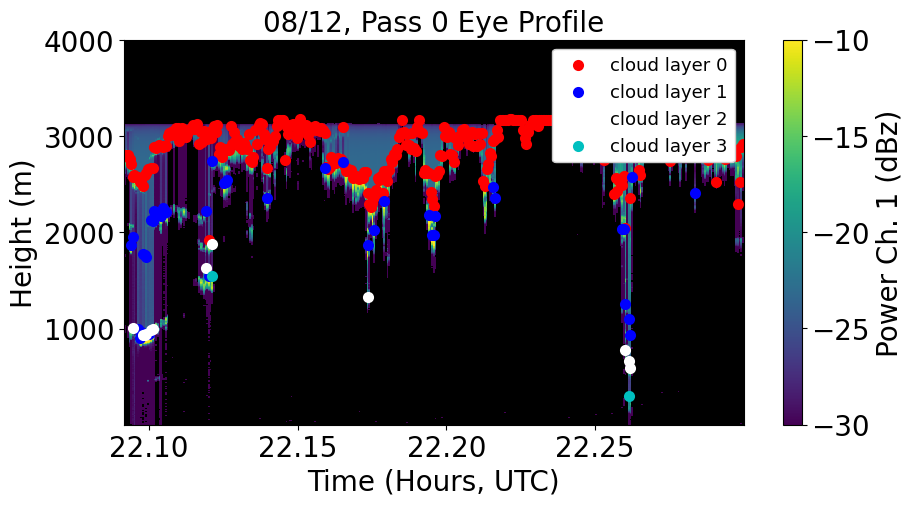 08/12, Pass 0 Eye Profile
4000
3000
2000
1000
Height (m)
22.10
22.15
22.20
22.25
Time (Hours, UTC)
cloud layer 0
cloud layer 1
cloud layer 2
cloud layer 3
−10
−15
−20
−25
−30
Power Ch. 1 (dBz)